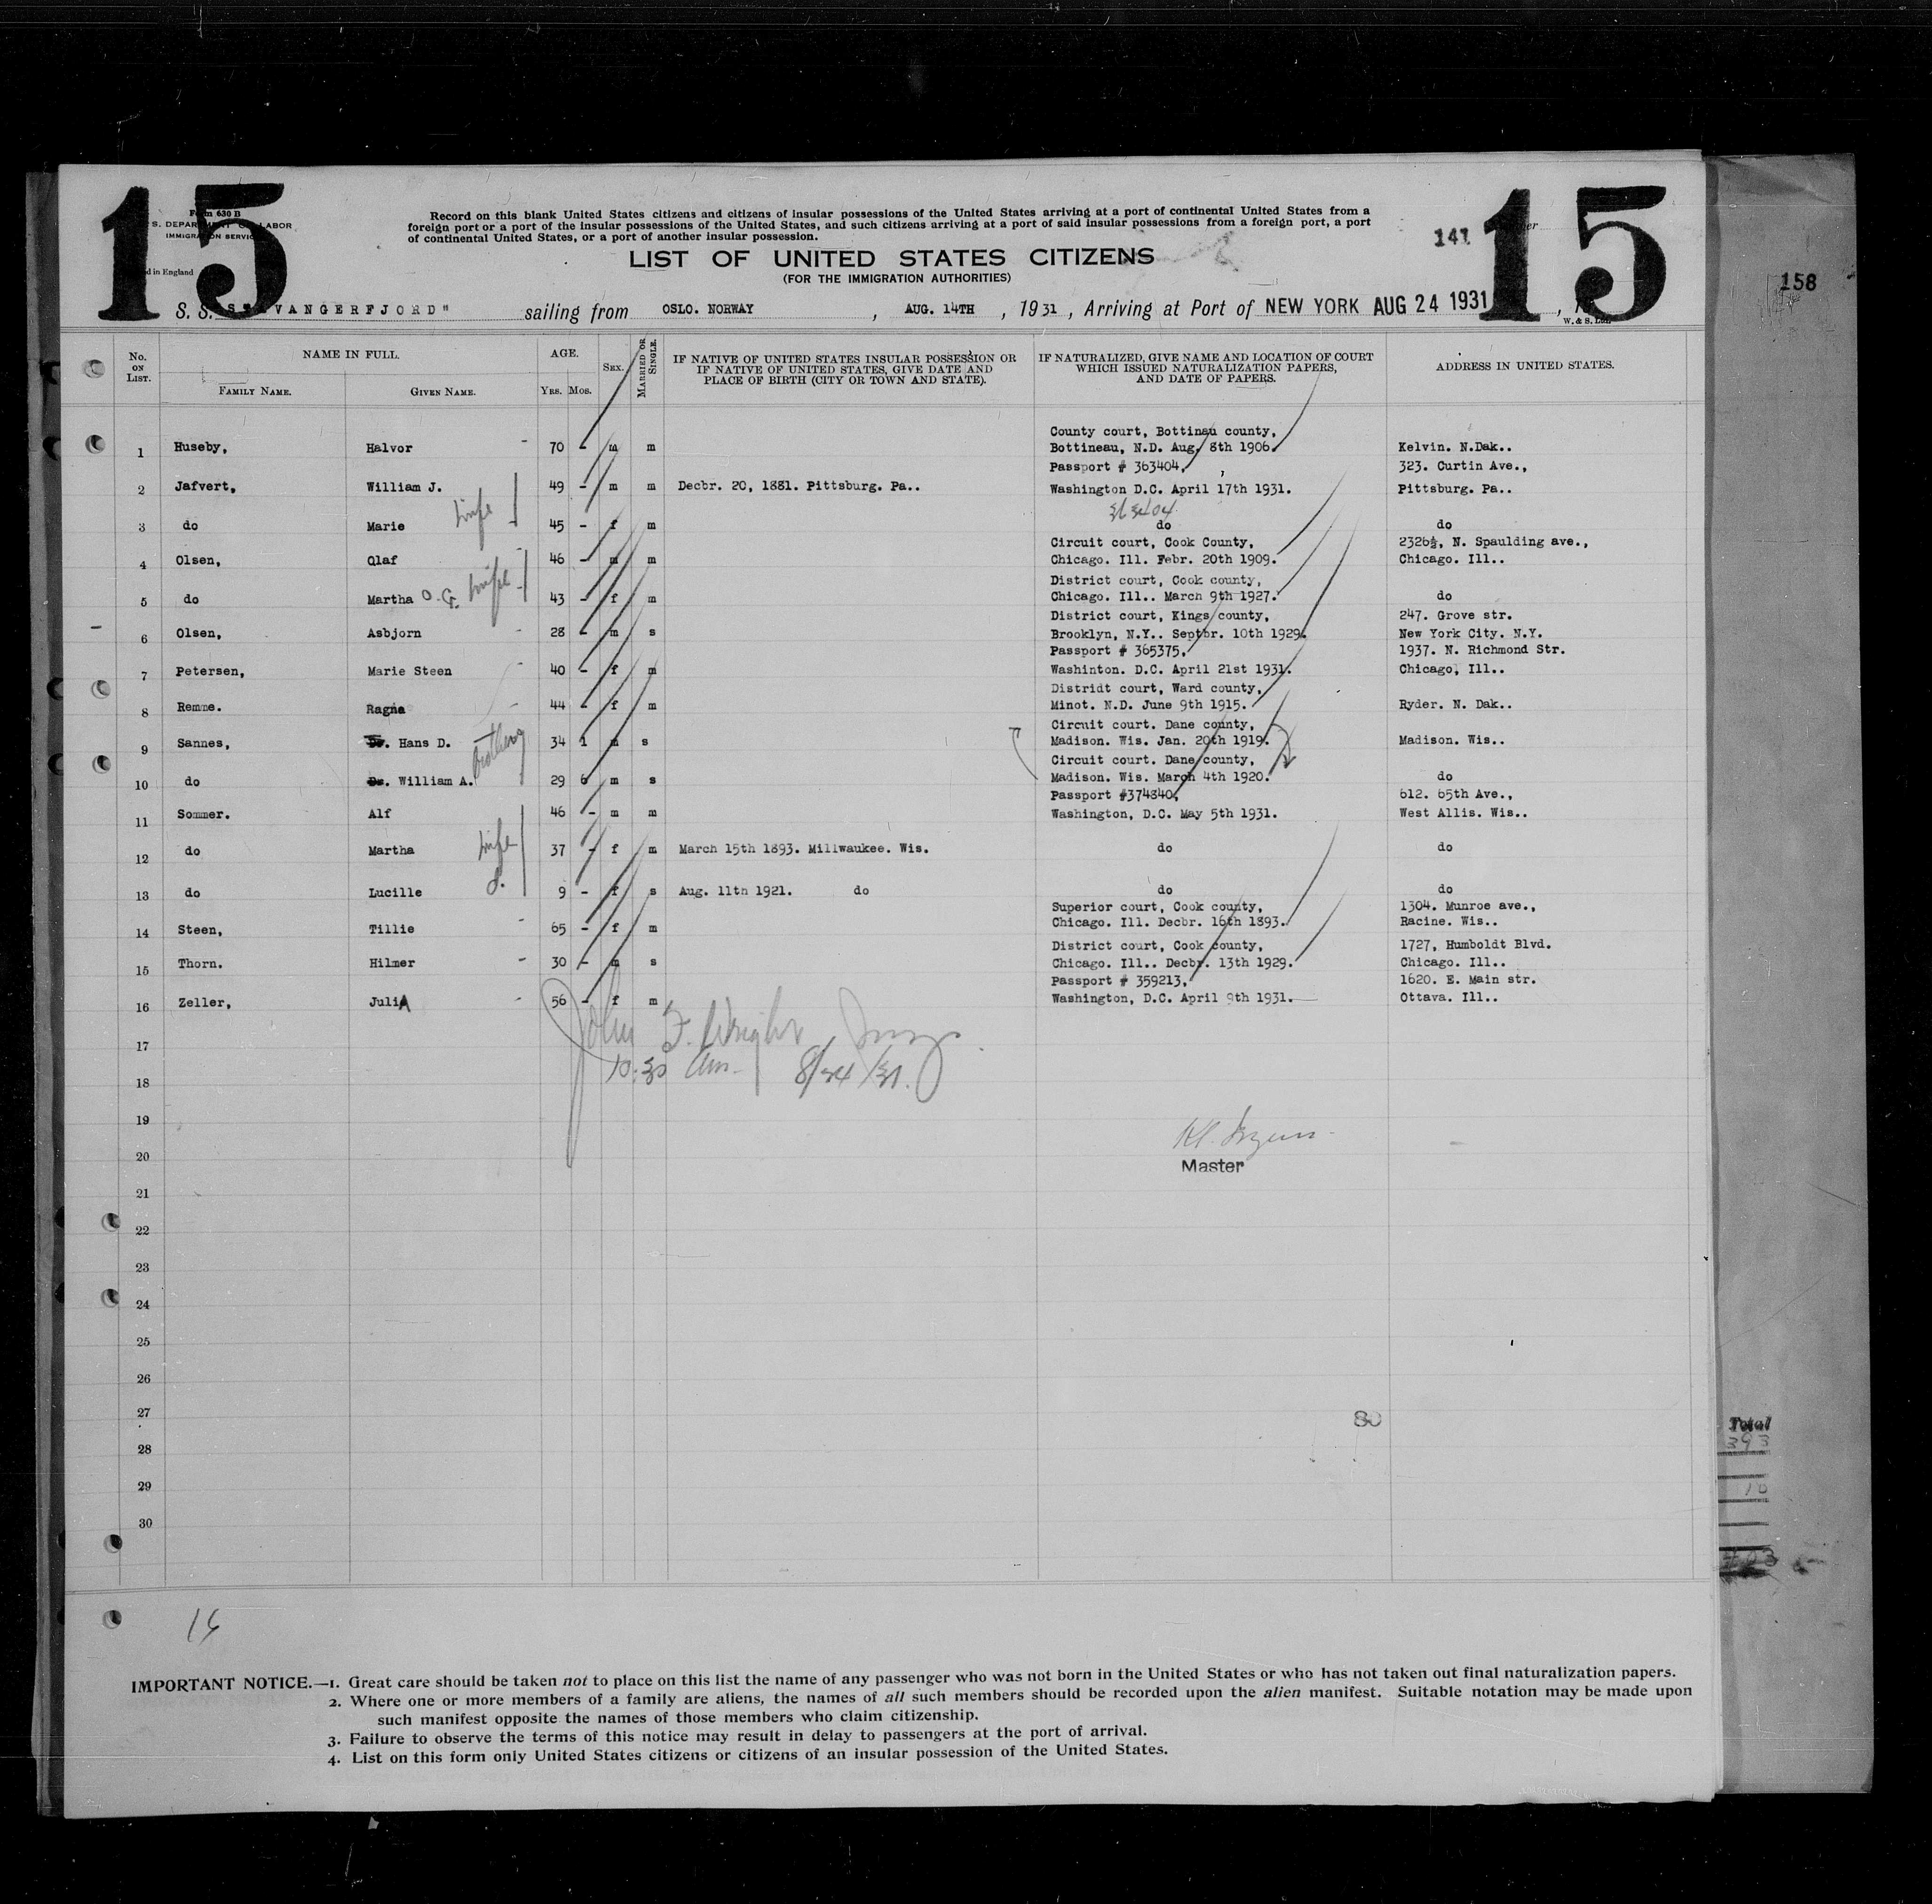 15
15
Form 630 B
S. DEPARTMENT OF LABOR
IMMIGRATION SERVICE
d in England
Record on this blank United States citizens and citizens of insular possessions of the United States arriving at a port of continental United States from a
foreign port or a port of the insular possessions of the United States, and such citizens arriving at a port of said insular possessions from a foreign port, a port
of continental United States, or a port of another insular possession.
141
158
LIST OF UNITED STATES CITIZENS
(FOR THE IMMIGRATION AUTHORITIES)
S. S. "STAVANGERFJORD" sailing from OSLO. NORWAY, AUG. 14TH, 1931, Arriving at Port of NEW YORK AUG 24 1931
W. & S. Ltd.
No. ON LIST.
NAME IN FULL.
FAMILY NAME. GIVEN NAME.
AGE.
YRS. MOS.
SEX.
MARRIED OR SINGLE.
IF NATIVE OF UNITED STATES INSULAR POSSESSION OR
IF NATIVE OF UNITED STATES, GIVE DATE AND
PLACE OF BIRTH (CITY OR TOWN AND STATE).
IF NATURALIZED, GIVE NAME AND LOCATION OF COURT
WHICH ISSUED NATURALIZATION PAPERS,
AND DATE OF PAPERS.
ADDRESS IN UNITED STATES.
County court, Bottinau county,
1 Huseby, Halvor - 70 - m m Bottineau, N.D. Aug. 8th 1906. Kelvin. N.Dak..
Passport # 363404, 323. Curtin Ave.,
2 Jafvert, William J. 49 - m m Decbr. 20, 1881. Pittsburg. Pa.. Washington D.C. April 17th 1931. Pittsburg. Pa..
363404
3 do Marie wife 45 - f m do do
Circuit court, Cook County, 2326½, N. Spaulding ave.,
4 Olsen, Olaf 46 - m m Chicago. Ill. Febr. 20th 1909. Chicago. Ill..
District court, Cook county,
5 do Martha O.G. wife 43 - f m Chicago. Ill.. March 9th 1927. do
District court, Kings county, 247. Grove str.
6 Olsen, Asbjorn - 28 - m s Brooklyn, N.Y.. Septbr. 10th 1929. New York City. N.Y.
Passport # 365375, 1937. N. Richmond Str.
7 Petersen, Marie Steen - 40 - f m Washinton. D.C. April 21st 1931. Chicago, Ill..
Distridt court, Ward county,
8 Remme. Ragna - 44 - f m Minot. N.D. June 9th 1915. Ryder. N. Dak..
Circuit court. Dane county,
9 Sannes, Dr. Hans D. 34 1 m s Madison. Wis. Jan. 20th 1919. Madison. Wis..
brothers
Circuit court. Dane county,
10 do Dr. William A. 29 6 m s Madison. Wis. March 4th 1920. do
Passport #374840, 612. 65th Ave.,
11 Sommer. Alf 46 - m m Washington, D.C. May 5th 1931. West Allis. Wis..
12 do Martha wife 37 - f m March 15th 1893. Millwaukee. Wis. do do
13 do Lucille d. 9 - f s Aug. 11th 1921. do do do
Superior court, Cook county, 1304. Munroe ave.,
14 Steen, Tillie - 65 - f m Chicago. Ill. Decbr. 16th 1893. Racine. Wis..
District court, Cook county, 1727, Humboldt Blvd.
15 Thorn. Hilmer - 30 - m s Chicago. Ill.. Decbr. 13th 1929. Chicago. Ill..
Passport # 359213, 1620. E. Main str.
16 Zeller, JuliA - 56 - f m Washington, D.C. April 9th 1931. Ottava. Ill..
17
John F. Wright
10:30 Am. 8/24/31.
18
19
20
Master
21
22
23
24
25
26
27
80
28
29
30
Total
393
10
403
16
IMPORTANT NOTICE.—1. Great care should be taken not to place on this list the name of any passenger who was not born in the United States or who has not taken out final naturalization papers.
2. Where one or more members of a family are aliens, the names of all such members should be recorded upon the alien manifest. Suitable notation may be made upon
such manifest opposite the names of those members who claim citizenship.
3. Failure to observe the terms of this notice may result in delay to passengers at the port of arrival.
4. List on this form only United States citizens or citizens of an insular possession of the United States.